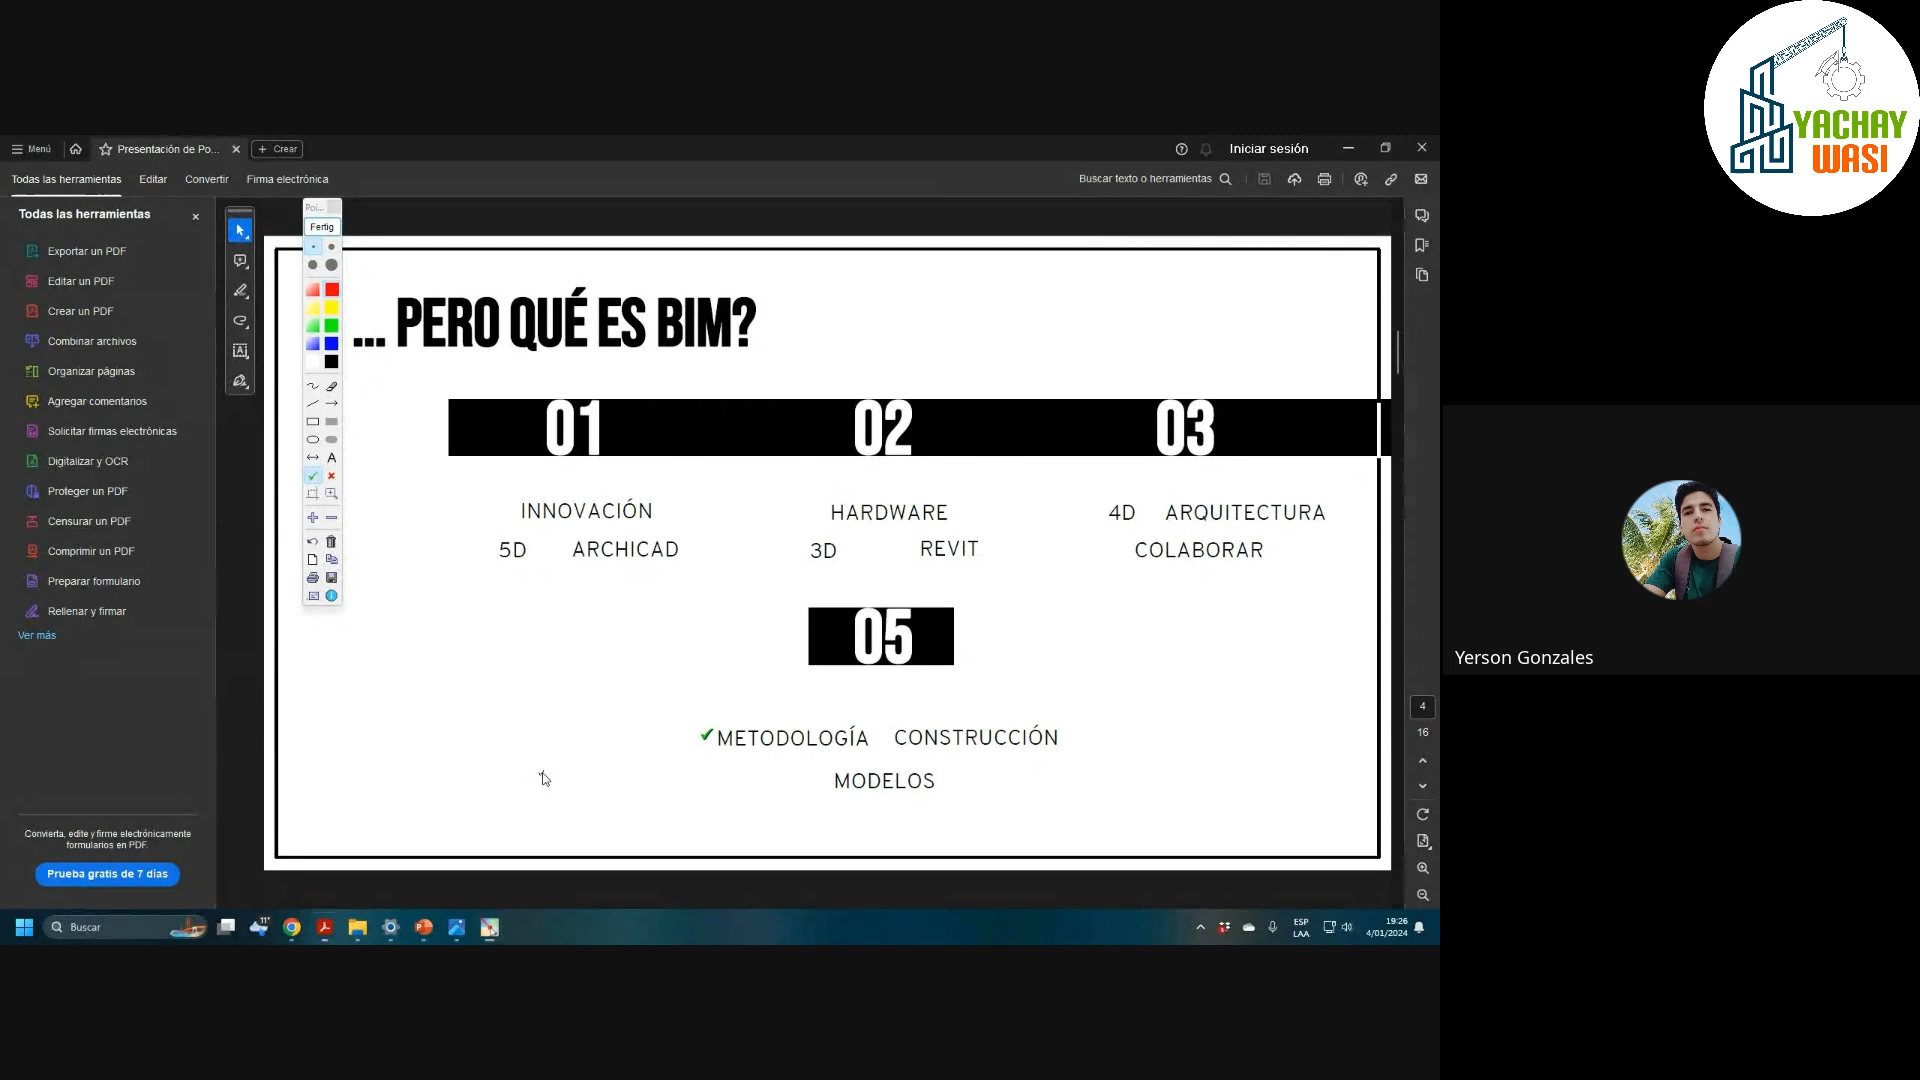 YACHAY
WASI
Menú
Presentación de Po...
Crear
Iniciar sesión
Todas las herramientas
Editar
Convertir
Firma electrónica
Buscar texto o herramientas
Todas las herramientas
Exportar un PDF
Editar un PDF
Crear un PDF
Combinar archivos
Organizar páginas
Agregar comentarios
Solicitar firmas electrónicas
Digitalizar y OCR
Proteger un PDF
Censurar un PDF
Comprimir un PDF
Preparar formulario
Rellenar y firmar
Ver más
Convierta, edite y firme electrónicamente
formularios en PDF.
Prueba gratis de 7 días
Poi...
Fertig
A
... PERO QUÉ ES BIM?
01 02 03
INNOVACIÓN HARDWARE 4D ARQUITECTURA
5D ARCHICAD 3D REVIT COLABORAR
05
METODOLOGÍA CONSTRUCCIÓN
MODELOS
4
16
Yerson Gonzales
Buscar
11°
ESP
LAA
19:26
4/01/2024